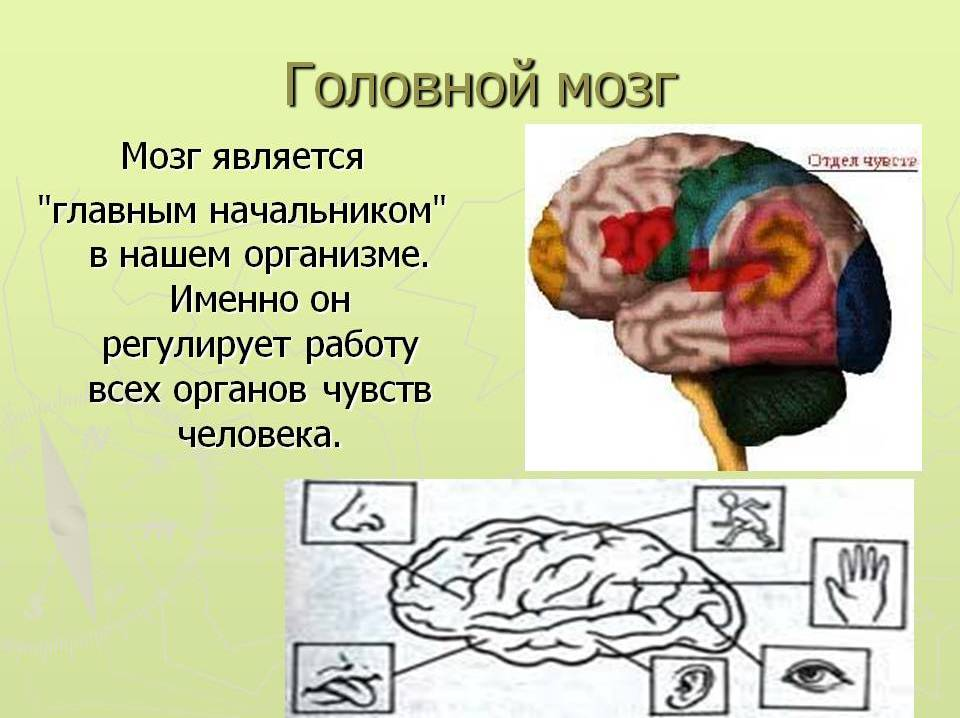 Головной мозг
Мозг является
"главным начальником"
в нашем организме.
Именно он
регулирует работу
всех органов чувств
человека.
Отдел чувств